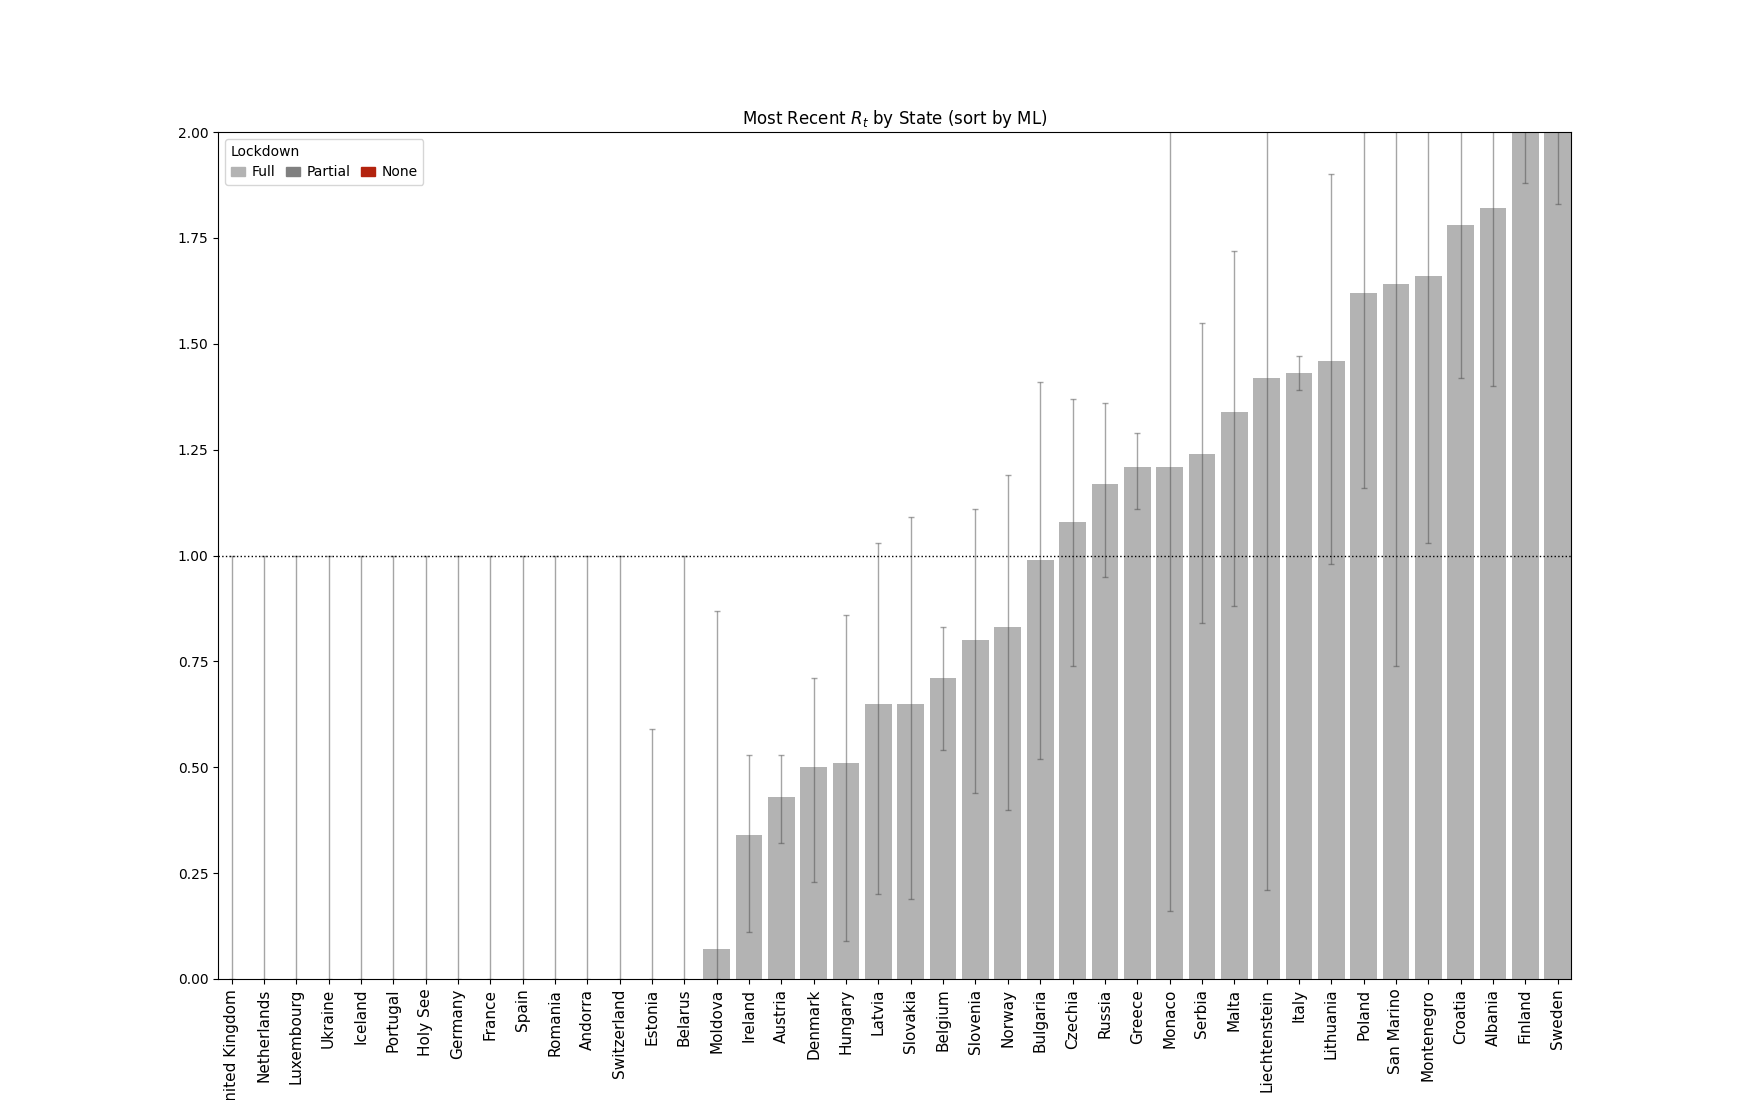 Most Recent R_t by State (sort by ML)
2.00
Lockdown
Full Partial None
1.75
1.50
1.25
1.00
0.75
0.50
0.25
0.00
nited Kingdom
Netherlands
Luxembourg
Ukraine
Iceland
Portugal
Holy See
Germany
France
Spain
Romania
Andorra
Switzerland
Estonia
Belarus
Moldova
Ireland
Austria
Denmark
Hungary
Latvia
Slovakia
Belgium
Slovenia
Norway
Bulgaria
Czechia
Russia
Greece
Monaco
Serbia
Malta
Liechtenstein
Italy
Lithuania
Poland
San Marino
Montenegro
Croatia
Albania
Finland
Sweden